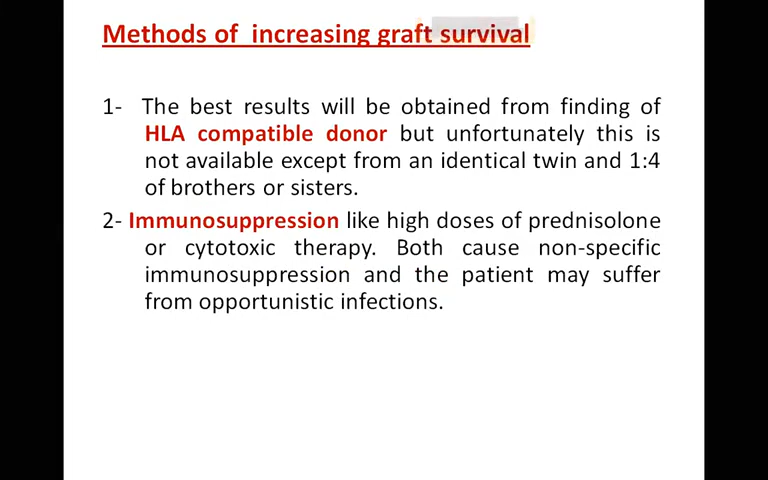 Methods of increasing graft survival
1- The best results will be obtained from finding of
HLA compatible donor but unfortunately this is
not available except from an identical twin and 1:4
of brothers or sisters.
2- Immunosuppression like high doses of prednisolone
or cytotoxic therapy. Both cause non-specific
immunosuppression and the patient may suffer
from opportunistic infections.